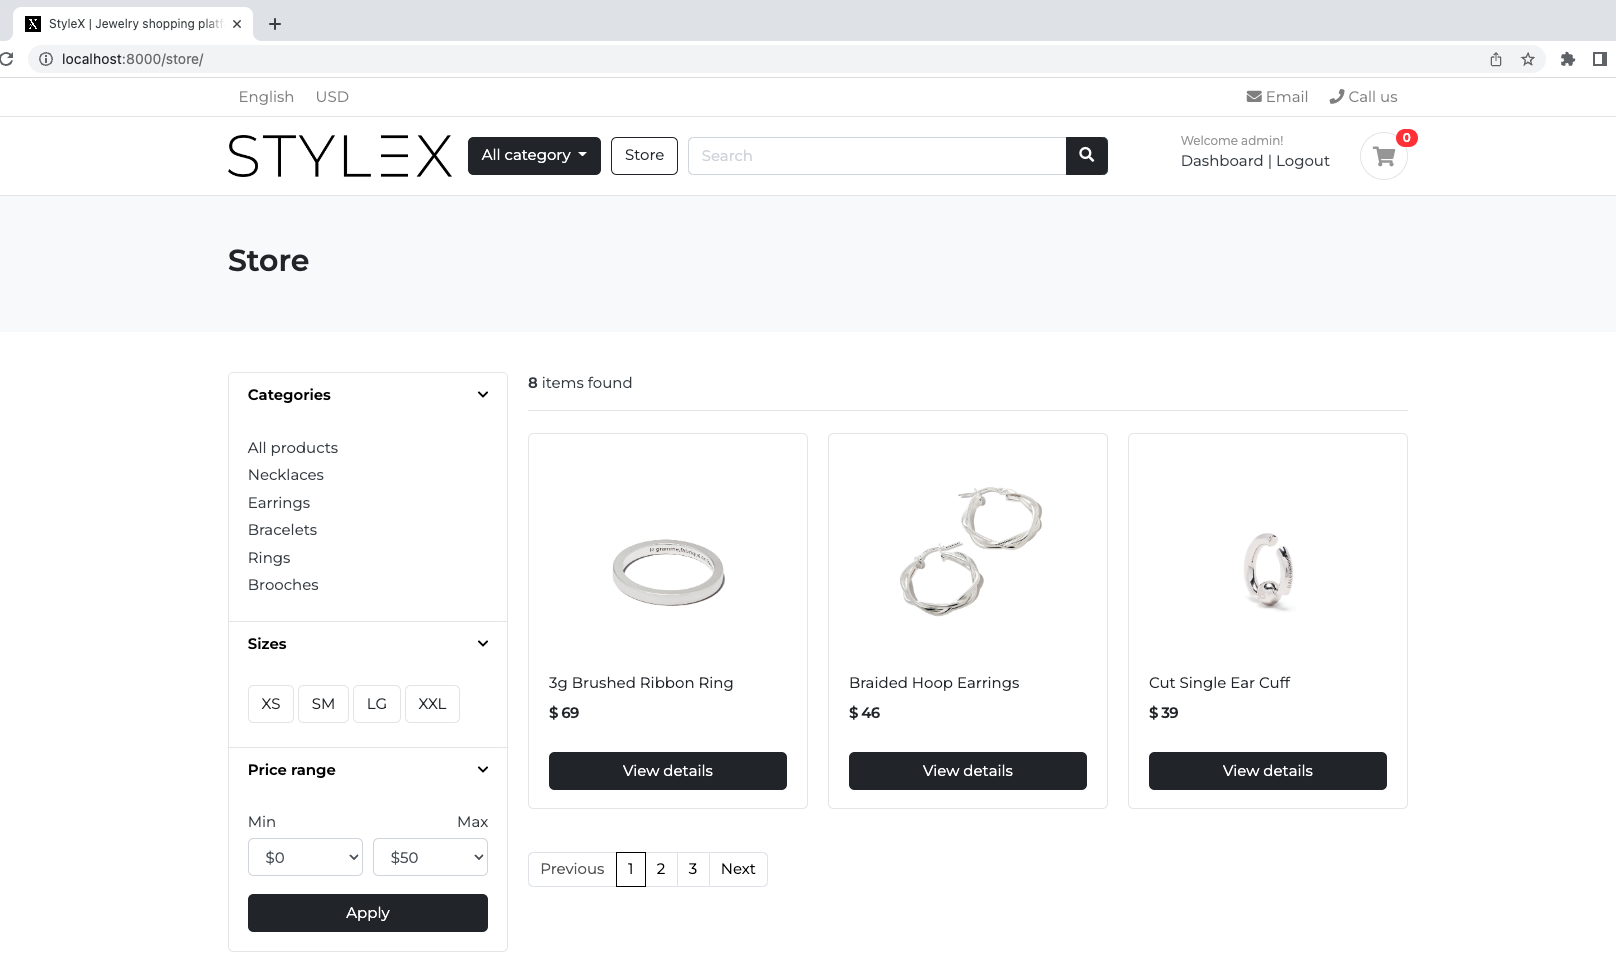 StyleX | Jewelry shopping plat
localhost:8000/store/
English USD Email Call us
STYLEX All category Store Search Welcome admin! 0
Dashboard | Logout
Store
Categories
All products
Necklaces
Earrings
Bracelets
Rings
Brooches
Sizes
XS SM LG XXL
Price range
Min Max
$0 $50
Apply
8 items found
3g Brushed Ribbon Ring
$ 69
View details
Braided Hoop Earrings
$ 46
View details
Cut Single Ear Cuff
$ 39
View details
Previous 1 2 3 Next